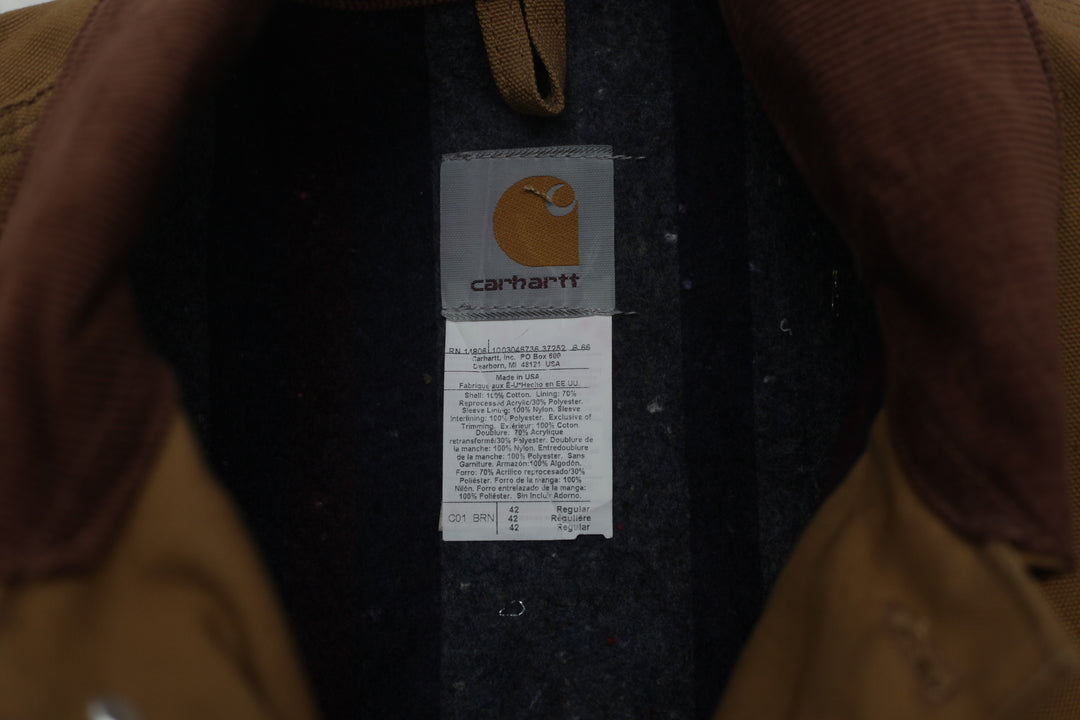 carhartt
RN 14806 1003046736 37252 B 66
Carhartt, Inc. PO Box 600
Dearborn, MI 48121 USA
Made in USA
Fabriqué aux É-U*Hecho en EE UU.
Shell: 100% Cotton. Lining: 70%
Reprocessed Acrylic/30% Polyester.
Sleeve Lining: 100% Nylon. Sleeve
Interlining: 100% Polyester. Exclusive of
Trimming. Extérieur: 100% Coton.
Doublure: 70% Acrylique
retransformé/30% Polyester. Doublure de
la manche: 100% Nylon. Entredoublure
de la manche: 100% Polyester. Sans
Garniture. Armazon:100% Algodón.
Forro: 70% Acrílico reprocesado/30%
Poliéster. Forro de la manga: 100%
Nilón. Forro entrelazado de la manga:
100% Poliéster. Sin Incluir Adorno.
C01 BRN
42 Regular
42 Régulière
42 Regular